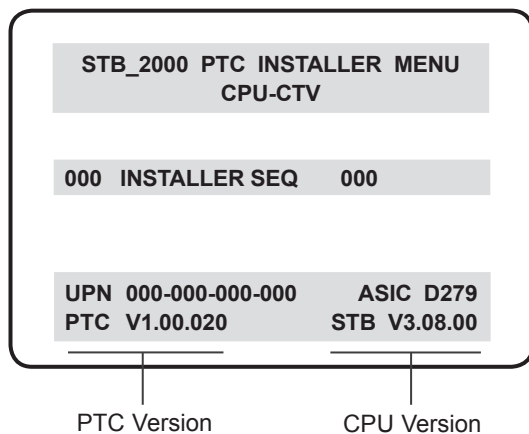 STB_2000 PTC INSTALLER MENU
CPU-CTV
000 INSTALLER SEQ 000
UPN 000-000-000-000 ASIC D279
PTC V1.00.020 STB V3.08.00
PTC Version CPU Version